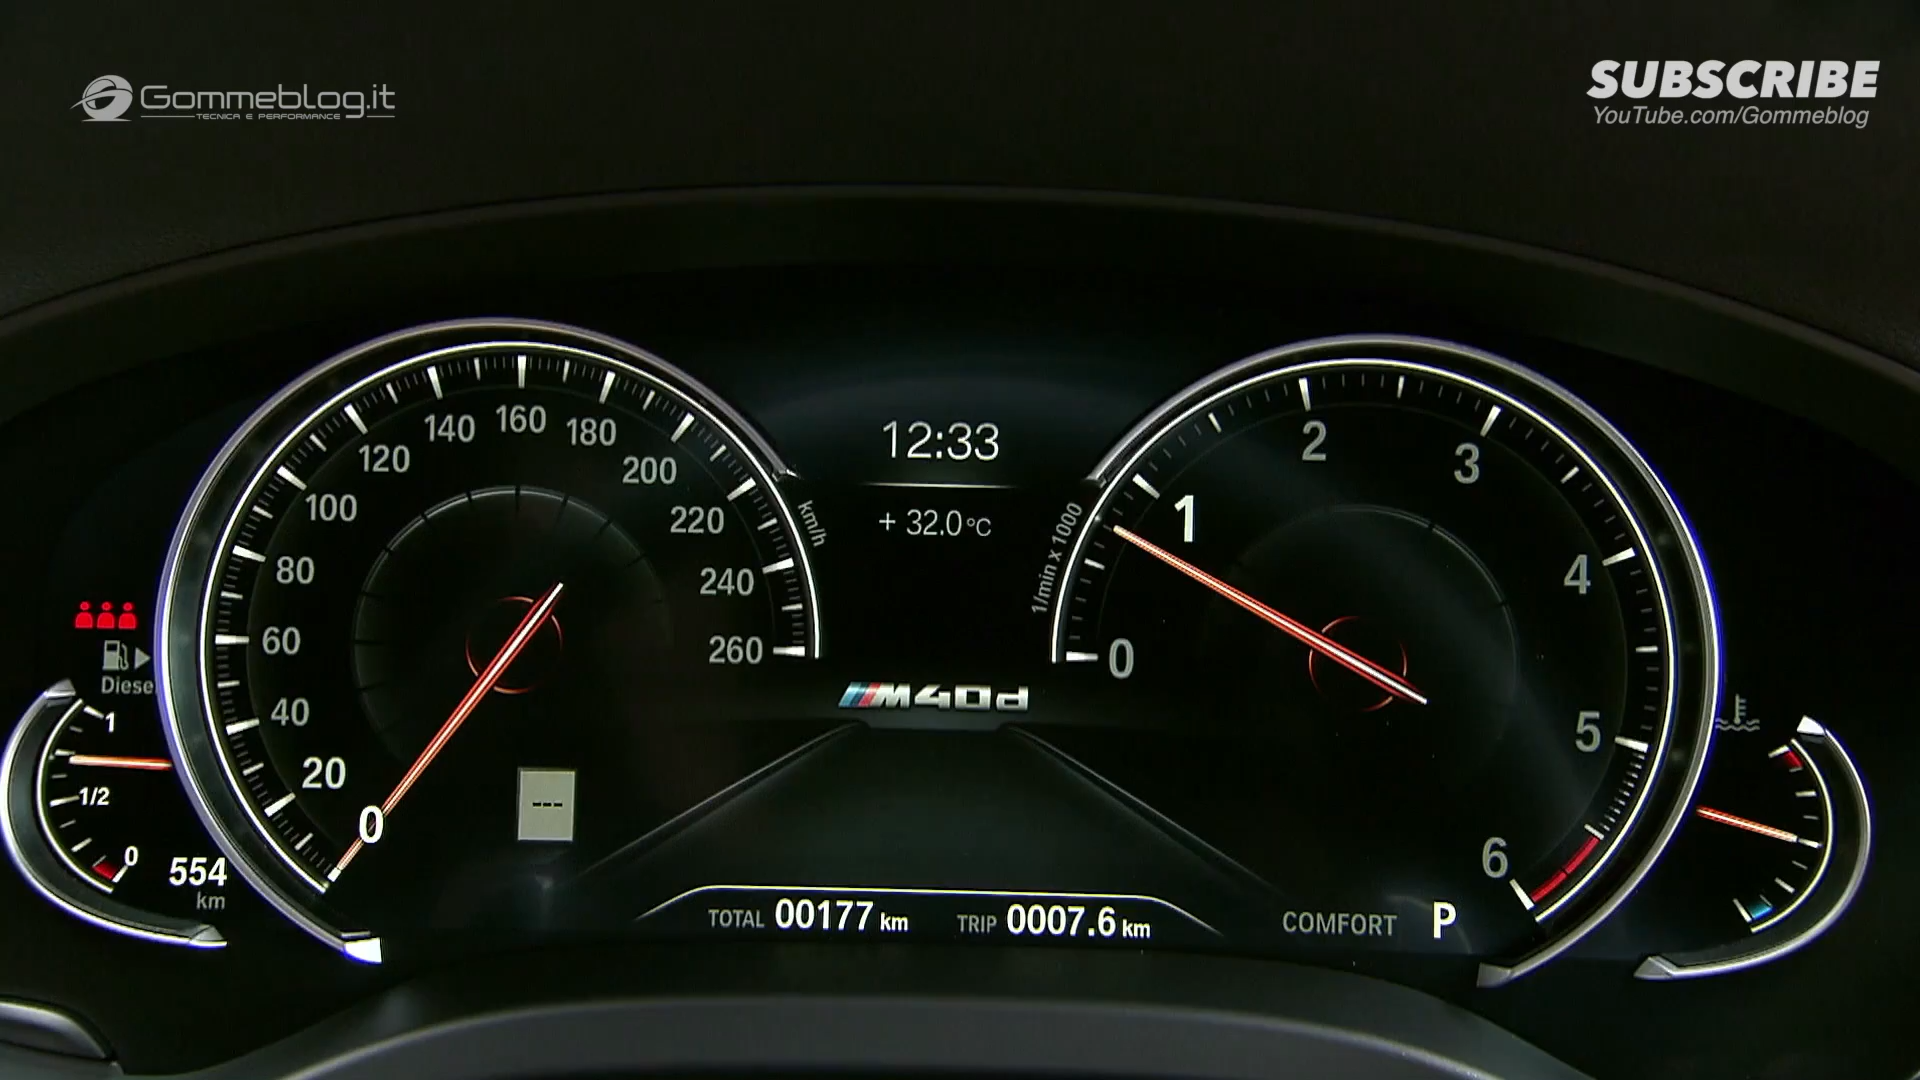 Gommeblog.it
TECNICA E PERFORMANCE
SUBSCRIBE
YouTube.com/Gommeblog
0
20
40
60
80
100
120
140
160
180
200
220
240
260
km/h
12:33
+ 32.0°C
1/min x 1000
0
1
2
3
4
5
6
M40d
Diese
1
1/2
0
554
km
---
TOTAL 00177 km
TRIP 0007.6 km
COMFORT P